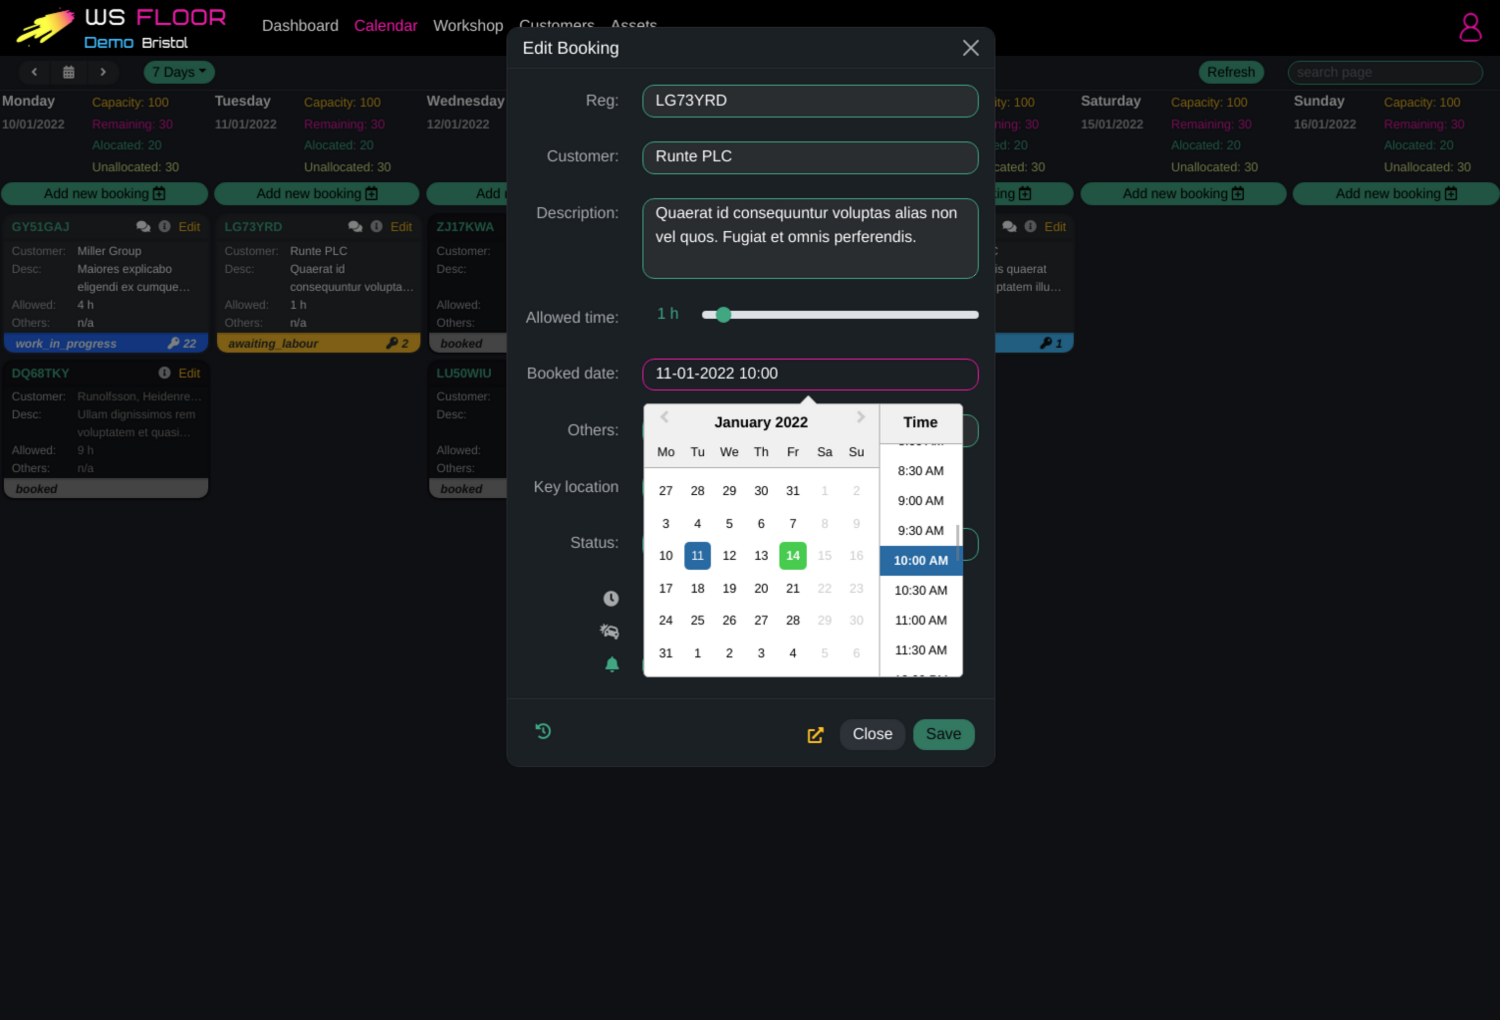 WS FLOOR
Demo Bristol
Dashboard Calendar Workshop Customers Assets
7 Days
Refresh
search page
Monday
10/01/2022
Capacity: 100
Remaining: 30
Alocated: 20
Unallocated: 30
Add new booking
GY51GAJ Edit
Customer: Miller Group
Desc: Maiores explicabo
eligendi ex cumque...
Allowed: 4 h
Others: n/a
work_in_progress 22
DQ68TKY Edit
Customer: Runolfsson, Heidenre...
Desc: Ullam dignissimos rem
voluptatem et quasi...
Allowed: 9 h
Others: n/a
booked
Tuesday
11/01/2022
Capacity: 100
Remaining: 30
Alocated: 20
Unallocated: 30
Add new booking
LG73YRD Edit
Customer: Runte PLC
Desc: Quaerat id
consequuntur volupta...
Allowed: 1 h
Others: n/a
awaiting_labour 2
Wednesday
12/01/2022
Add
ZJ17KWA
Customer:
Desc:
Allowed:
Others:
booked
LU50WIU
Customer:
Desc:
Allowed:
Others:
booked
Edit Booking
Reg: LG73YRD
Customer: Runte PLC
Description: Quaerat id consequuntur voluptas alias non
vel quos. Fugiat et omnis perferendis.
Allowed time: 1 h
Booked date: 11-01-2022 10:00
Others:
Key location
Status:
January 2022
Mo Tu We Th Fr Sa Su
27 28 29 30 31 1 2
3 4 5 6 7 8 9
10 11 12 13 14 15 16
17 18 19 20 21 22 23
24 25 26 27 28 29 30
31 1 2 3 4 5 6
Time
8:30 AM
9:00 AM
9:30 AM
10:00 AM
10:30 AM
11:00 AM
11:30 AM
Close Save
ity: 100
ning: 30
ed: 20
cated: 30
ing
Edit
is quaerat
ptatem illu...
1
Saturday
15/01/2022
Capacity: 100
Remaining: 30
Alocated: 20
Unallocated: 30
Add new booking
Sunday
16/01/2022
Capacity: 100
Remaining: 30
Alocated: 20
Unallocated: 30
Add new booking